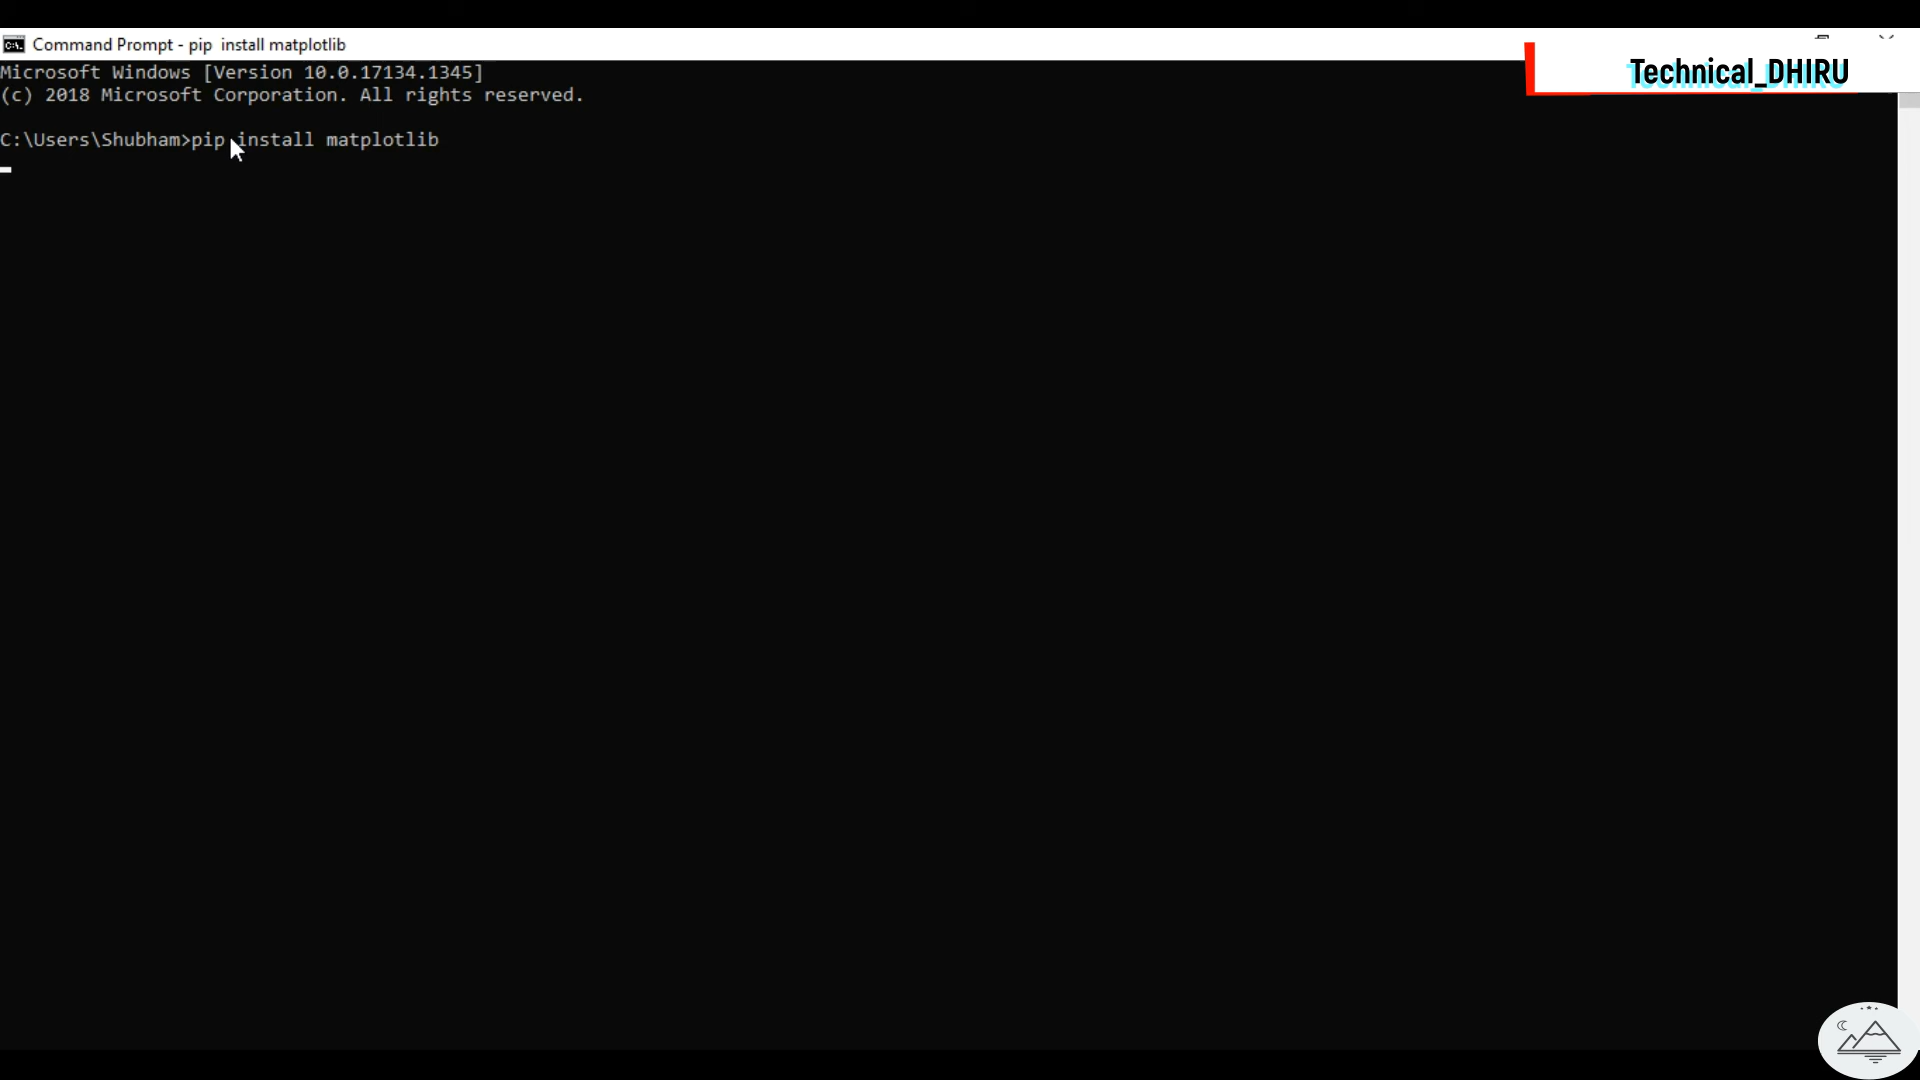 Command Prompt - pip  install matplotlib
Technical_DHIRU
Microsoft Windows [Version 10.0.17134.1345]
(c) 2018 Microsoft Corporation. All rights reserved.
C:\Users\Shubham>pip install matplotlib